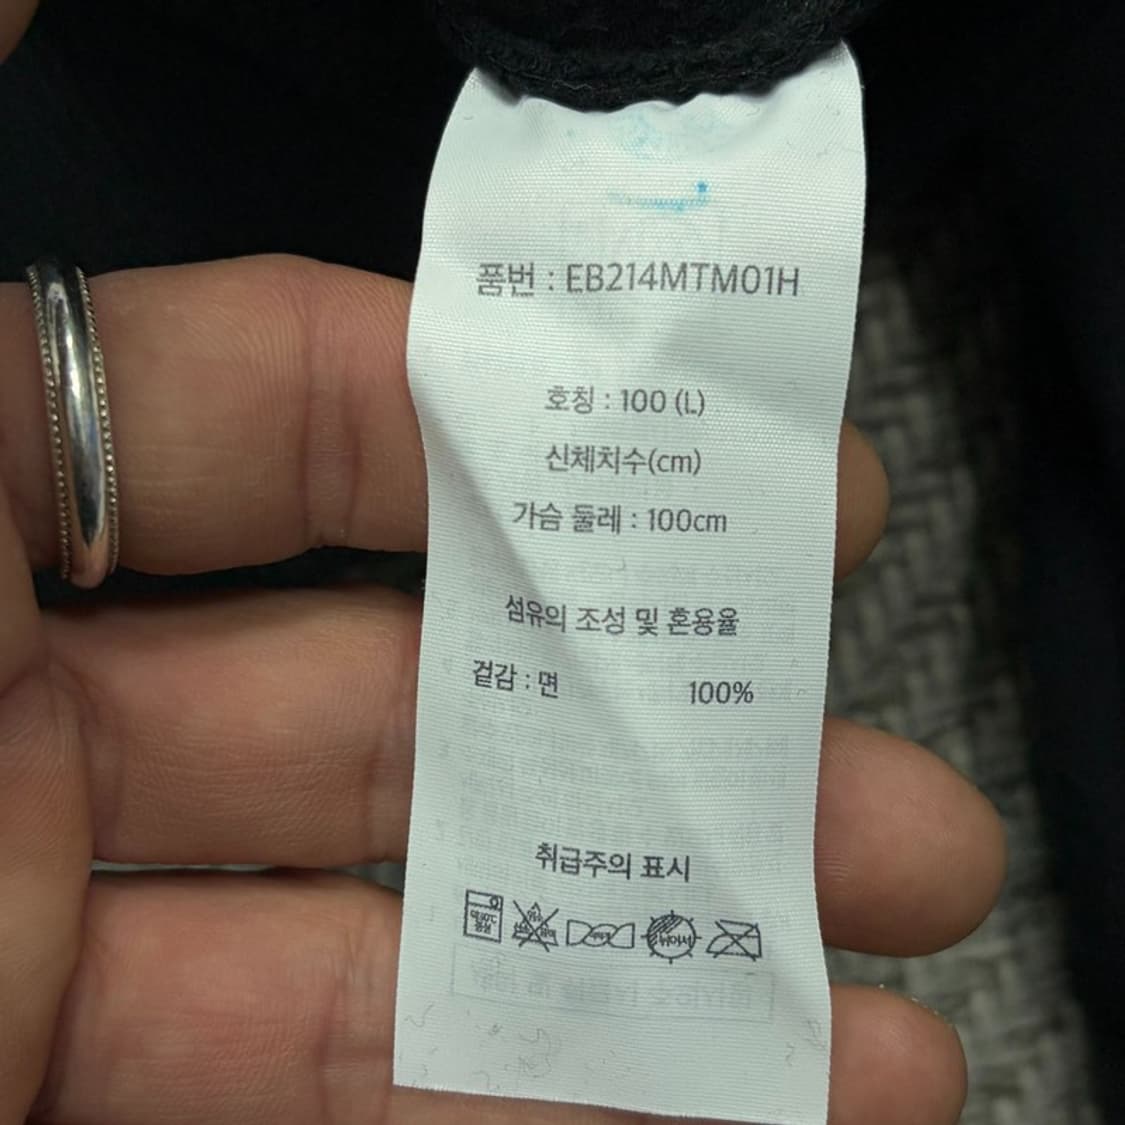 품번 : EB214MTM01H
호칭 : 100 (L)
신체치수(cm)
가슴 둘레 : 100cm
섬유의 조성 및 혼용율
겉감 : 면 100%
취급주의 표시